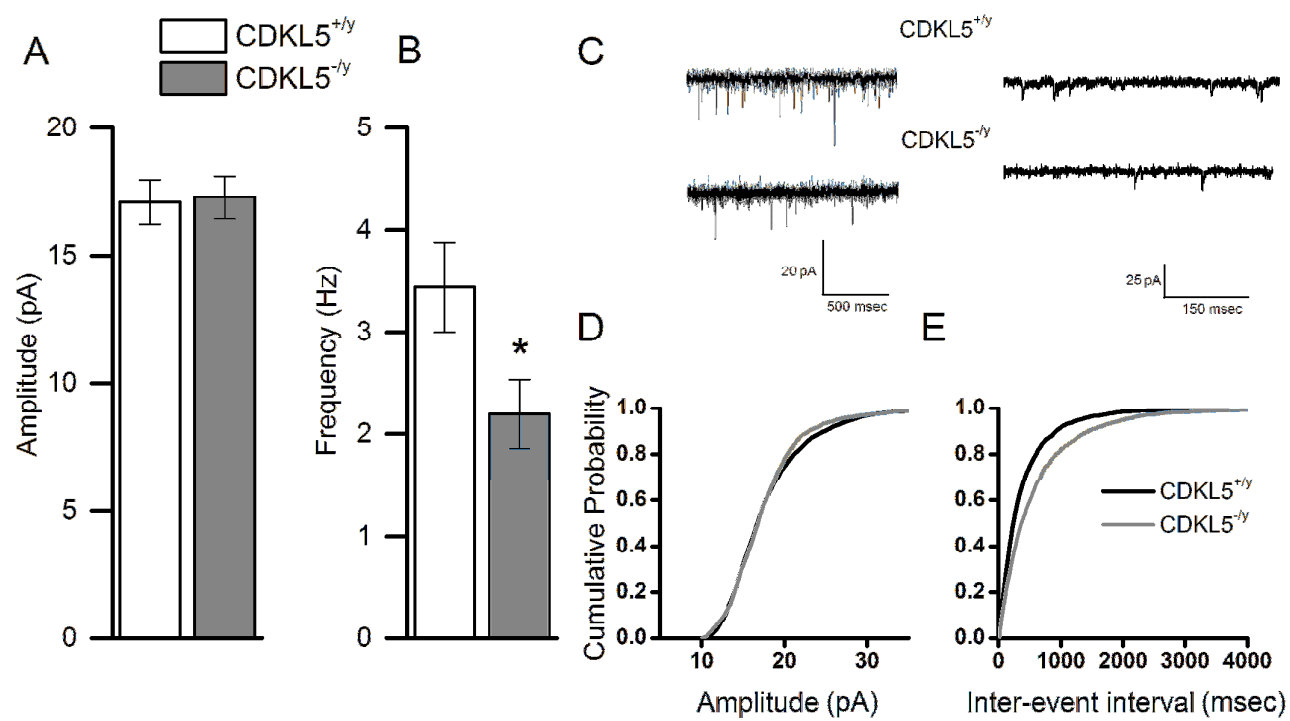 A
CDKL5+/y
CDKL5-/y
B
C
CDKL5+/y
CDKL5-/y
20 pA
500 msec
25 pA
150 msec
Amplitude (pA)
20
15
10
5
0
Frequency (Hz)
5
4
3
2
1
0
*
D
Cumulative Probability
1.0
0.8
0.6
0.4
0.2
0.0
10
20
30
Amplitude (pA)
E
1.0
0.8
0.6
0.4
0.2
0.0
0
1000
2000
3000
4000
CDKL5+/y
CDKL5-/y
Inter-event interval (msec)